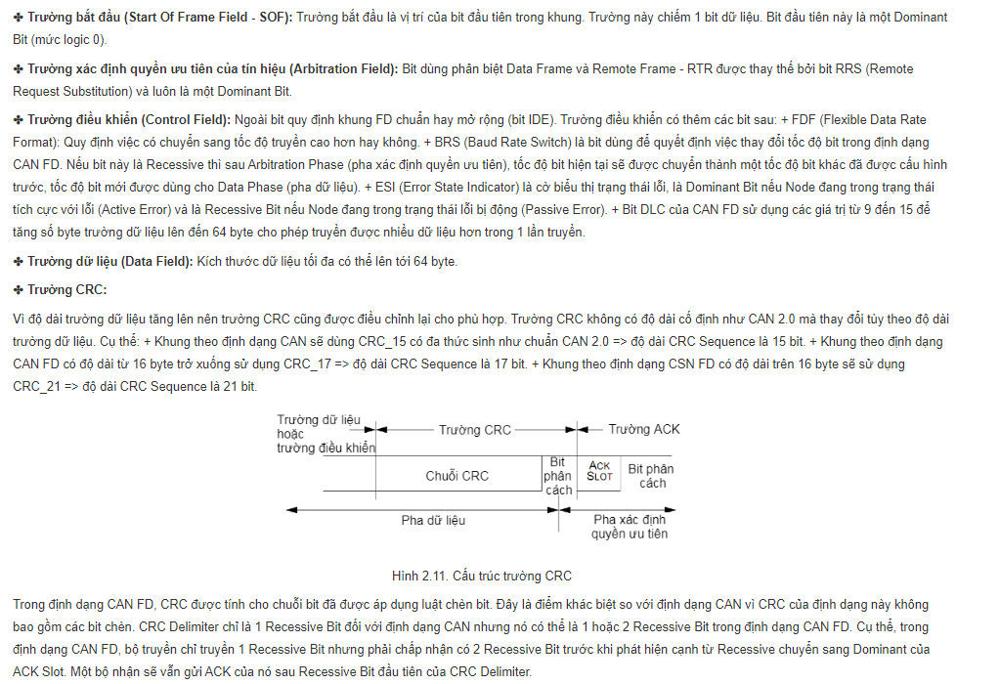 ✤ Trường bắt đầu (Start Of Frame Field - SOF): Trường bắt đầu là vị trí của bit đầu tiên trong khung. Trường này chiếm 1 bit dữ liệu. Bit đầu tiên này là một Dominant
Bit (mức logic 0).
✤ Trường xác định quyền ưu tiên của tín hiệu (Arbitration Field): Bit dùng phân biệt Data Frame và Remote Frame - RTR được thay thế bởi bit RRS (Remote
Request Substitution) và luôn là một Dominant Bit.
✤ Trường điều khiển (Control Field): Ngoài bit quy định khung FD chuẩn hay mở rộng (bit IDE). Trường điều khiển có thêm các bit sau: + FDF (Flexible Data Rate
Format): Quy định việc có chuyển sang tốc độ truyền cao hơn hay không. + BRS (Baud Rate Switch) là bit dùng để quyết định việc thay đổi tốc độ bit trong định dạng
CAN FD. Nếu bit này là Recessive thì sau Arbitration Phase (pha xác định quyền ưu tiên), tốc độ bit hiện tại sẽ được chuyển thành một tốc độ bit khác đã được cấu hình
trước, tốc độ bit mới được dùng cho Data Phase (pha dữ liệu). + ESI (Error State Indicator) là cờ biểu thị trạng thái lỗi, là Dominant Bit nếu Node đang trong trạng thái
tích cực với lỗi (Active Error) và là Recessive Bit nếu Node đang trong trạng thái lỗi bị động (Passive Error). + Bit DLC của CAN FD sử dụng các giá trị từ 9 đến 15 để
tăng số byte trường dữ liệu lên đến 64 byte cho phép truyền được nhiều dữ liệu hơn trong 1 lần truyền.
✤ Trường dữ liệu (Data Field): Kích thước dữ liệu tối đa có thể lên tới 64 byte.
✤ Trường CRC:
Vì độ dài trường dữ liệu tăng lên nên trường CRC cũng được điều chỉnh lại cho phù hợp. Trường CRC không có độ dài cố định như CAN 2.0 mà thay đổi tùy theo độ dài
trường dữ liệu. Cụ thể: + Khung theo định dạng CAN sẽ dùng CRC_15 có đa thức sinh như chuẩn CAN 2.0 => độ dài CRC Sequence là 15 bit. + Khung theo định dạng
CAN FD có độ dài từ 16 byte trở xuống sử dụng CRC_17 => độ dài CRC Sequence là 17 bit. + Khung theo định dạng CSN FD có độ dài trên 16 byte sẽ sử dụng
CRC_21 => độ dài CRC Sequence là 21 bit.
Trường dữ liệu
hoặc
trường điều khiển
Trường CRC
Trường ACK
Chuỗi CRC
Bit
phân
cách
ACK
SLOT
Bit phân
cách
Pha dữ liệu
Pha xác định
quyền ưu tiên
Hình 2.11. Cấu trúc trường CRC
Trong định dạng CAN FD, CRC được tính cho chuỗi bit đã được áp dụng luật chèn bit. Đây là điểm khác biệt so với định dạng CAN vì CRC của định dạng này không
bao gồm các bit chèn. CRC Delimiter chỉ là 1 Recessive Bit đối với định dạng CAN nhưng nó có thể là 1 hoặc 2 Recessive Bit trong định dạng CAN FD. Cụ thể, trong
định dạng CAN FD, bộ truyền chỉ truyền 1 Recessive Bit nhưng phải chấp nhận có 2 Recessive Bit trước khi phát hiện cạnh từ Recessive chuyển sang Dominant của
ACK Slot. Một bộ nhận sẽ vẫn gửi ACK của nó sau Recessive Bit đầu tiên của CRC Delimiter.